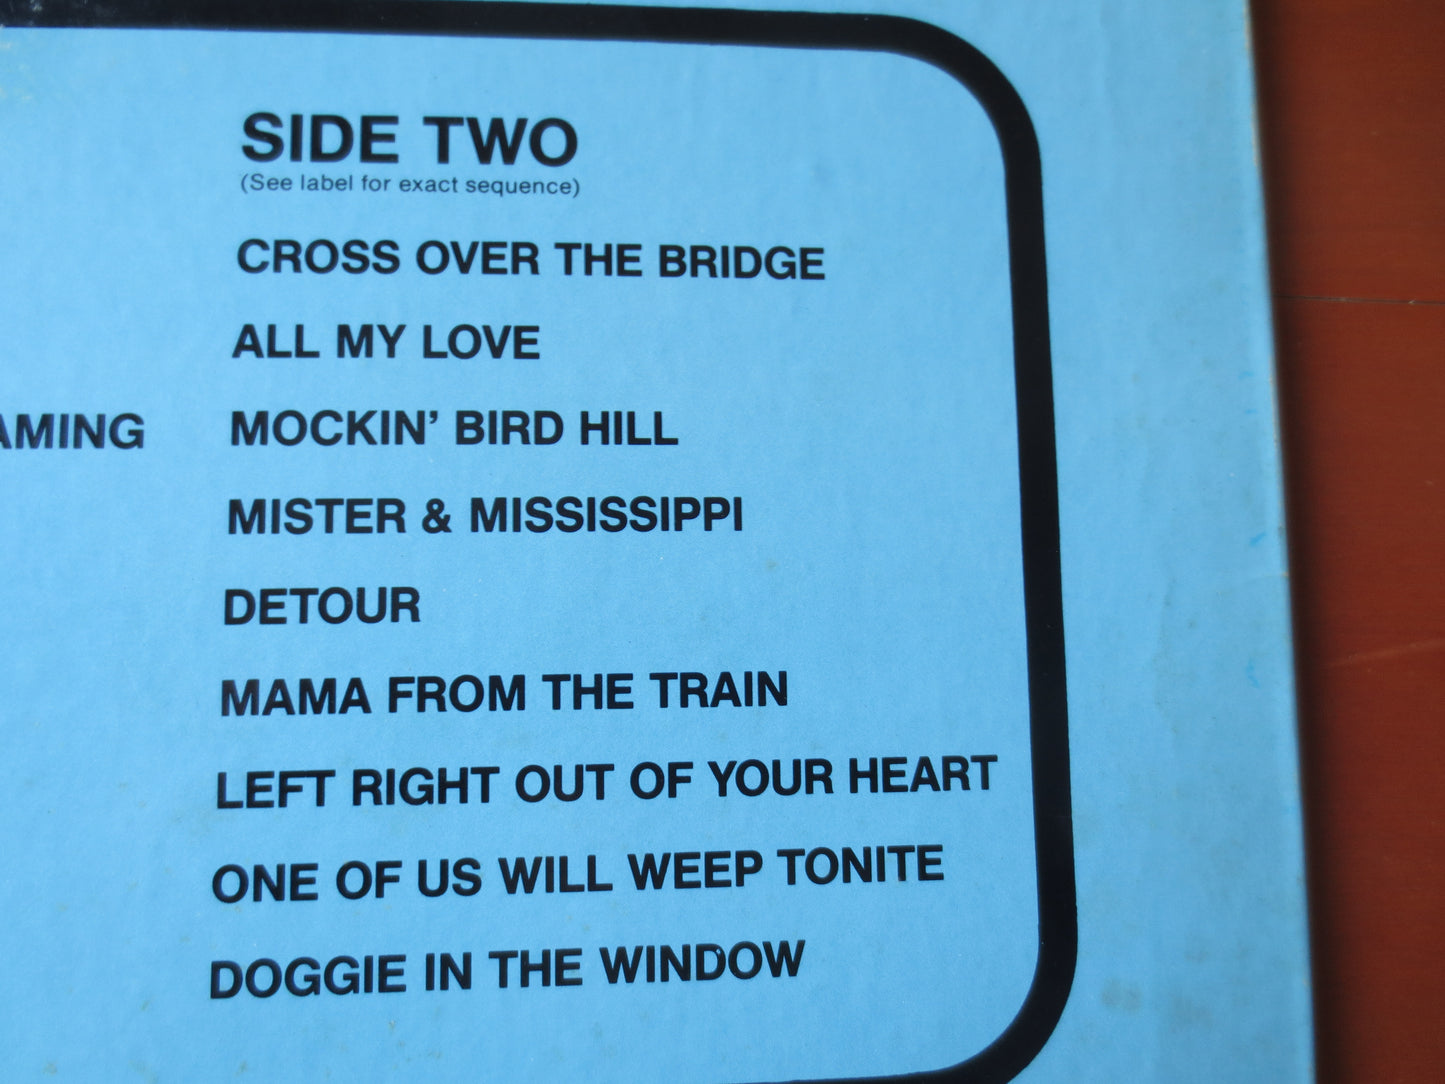 SIDE TWO
(See label for exact sequence)
CROSS OVER THE BRIDGE
ALL MY LOVE
MOCKIN' BIRD HILL
MISTER & MISSISSIPPI
DETOUR
MAMA FROM THE TRAIN
LEFT RIGHT OUT OF YOUR HEART
ONE OF US WILL WEEP TONITE
DOGGIE IN THE WINDOW